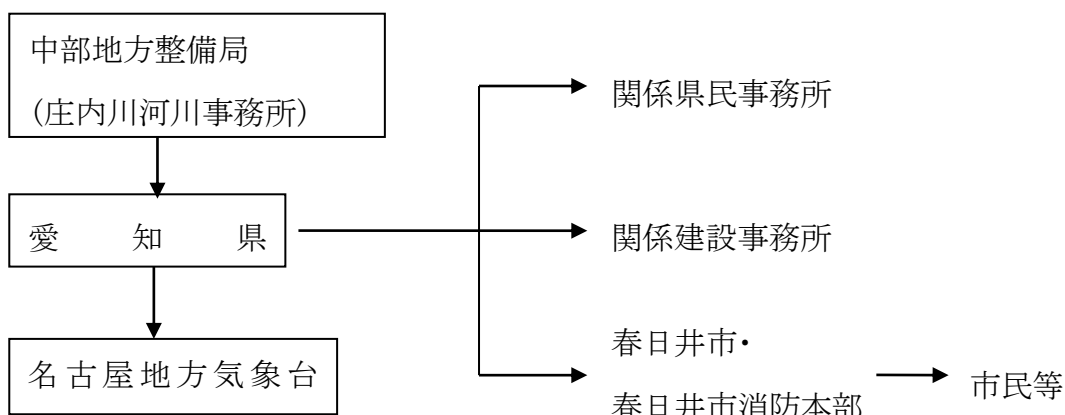 中部地方整備局
(庄内川河川事務所)
愛知県
名古屋地方気象台
関係県民事務所
関係建設事務所
春日井市・
春日井市消防本部
市民等